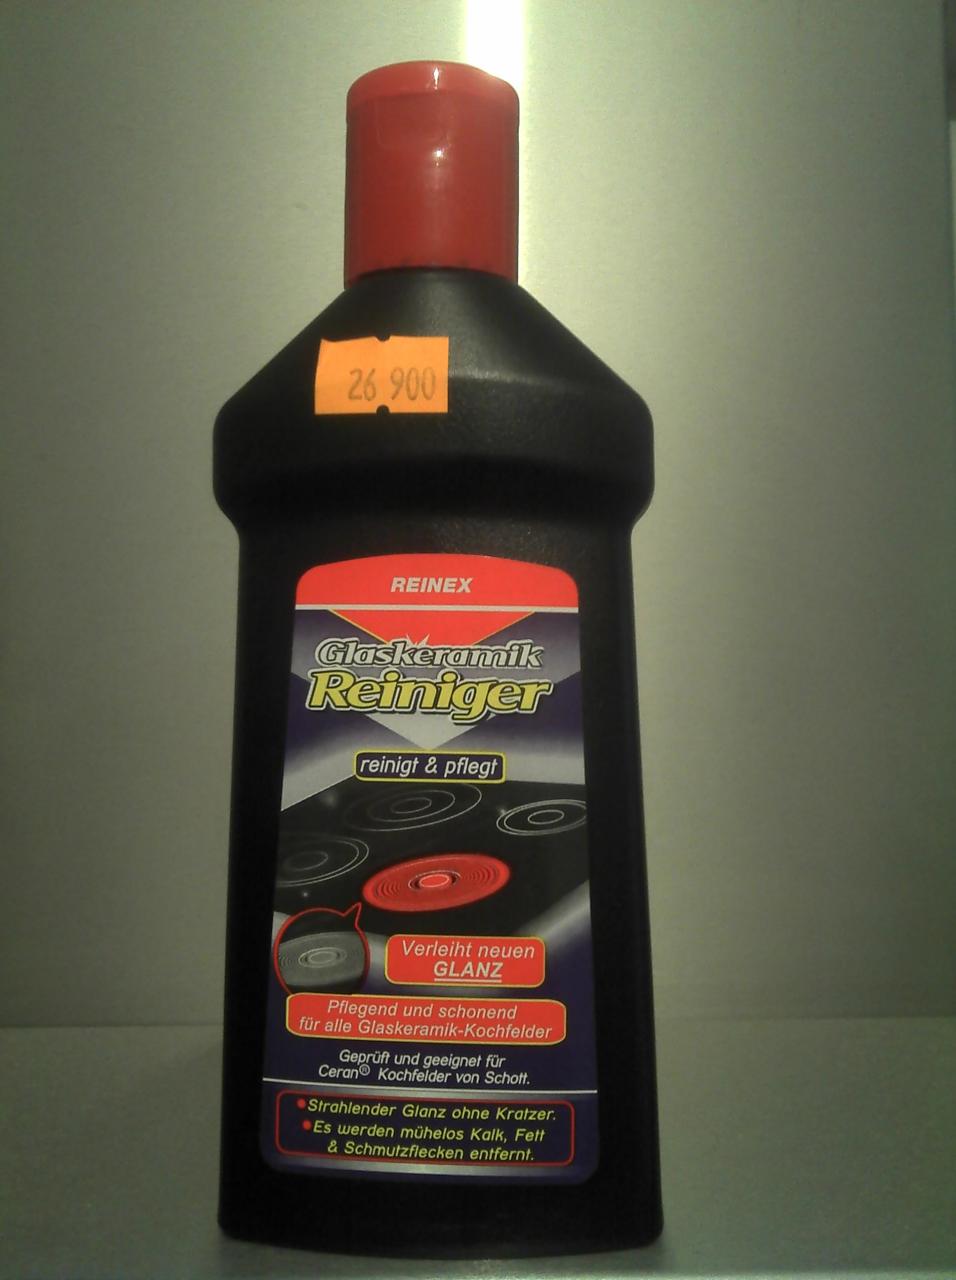 26 900
REINEX
Glaskeramik
Reiniger
reinigt & pflegt
Verleiht neuen
GLANZ
Pflegend und schonend
für alle Glaskeramik-Kochfelder
Geprüft und geeignet für
Ceran® Kochfelder von Schott.
•Strahlender Glanz ohne Kratzer.
•Es werden mühelos Kalk, Fett
& Schmutzflecken entfernt.